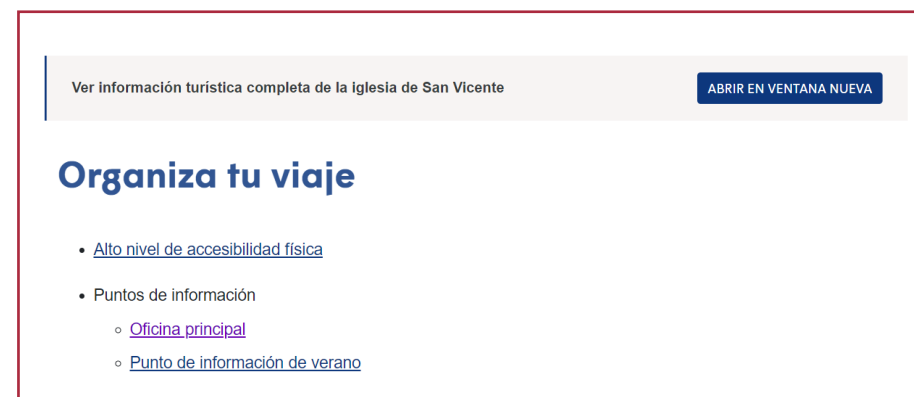 Ver información turística completa de la iglesia de San Vicente
ABRIR EN VENTANA NUEVA
Organiza tu viaje
Alto nivel de accesibilidad física
Puntos de información
Oficina principal
Punto de información de verano